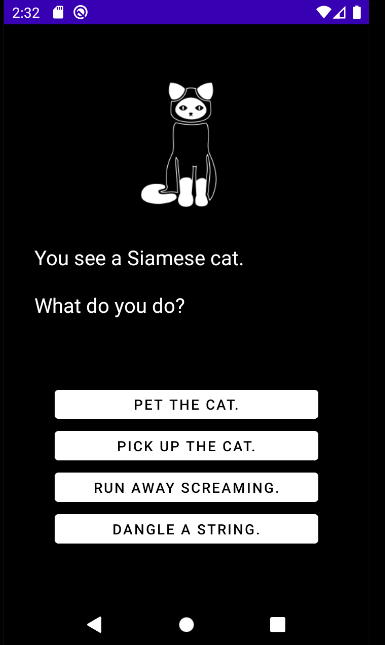 2:32
You see a Siamese cat.
What do you do?
PET THE CAT.
PICK UP THE CAT.
RUN AWAY SCREAMING.
DANGLE A STRING.